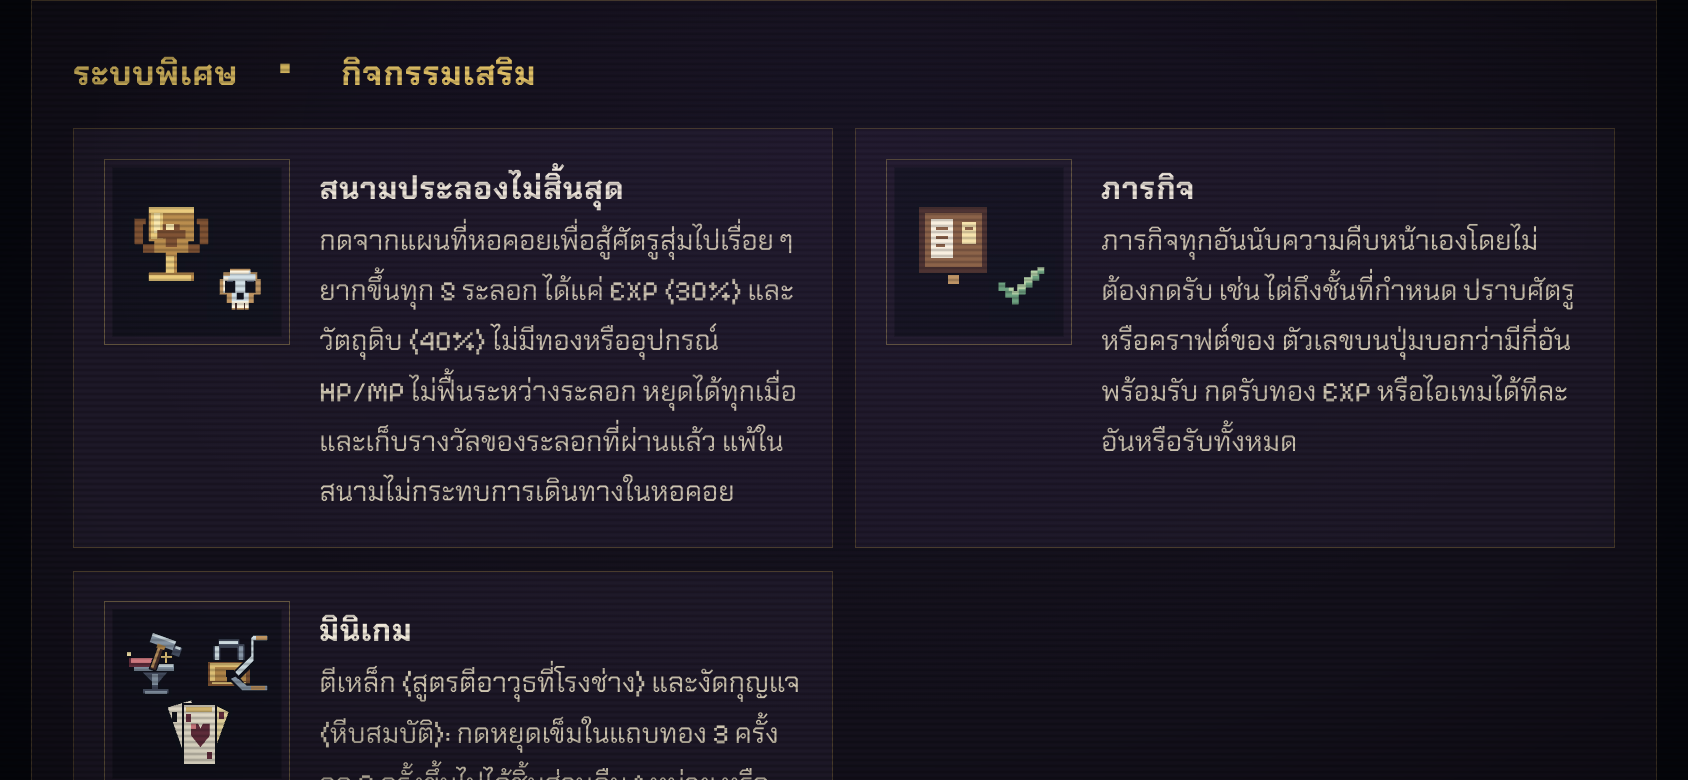 ระบบพิเศษ ▪ กิจกรรมเสริม
สนามประลองไม่สิ้นสุด
กดจากแผนที่หอคอยเพื่อสู้ศัตรูสุ่มไปเรื่อย ๆ
ยากขึ้นทุก 5 ระลอก ได้แค่ EXP (30%) และ
วัตถุดิบ (40%) ไม่มีทองหรืออุปกรณ์
HP/MP ไม่ฟื้นระหว่างระลอก หยุดได้ทุกเมื่อ
และเก็บรางวัลของระลอกที่ผ่านแล้ว แพ้ใน
สนามไม่กระทบการเดินทางในหอคอย
ภารกิจ
ภารกิจทุกอันนับความคืบหน้าเองโดยไม่
ต้องกดรับ เช่น ไต่ถึงชั้นที่กำหนด ปราบศัตรู
หรือคราฟต์ของ ตัวเลขบนปุ่มบอกว่ามีกี่อัน
พร้อมรับ กดรับทอง EXP หรือไอเทมได้ทีละ
อันหรือรับทั้งหมด
มินิเกม
ตีเหล็ก (สูตรตีอาวุธที่โรงช่าง) และงัดกุญแจ
(หีบสมบัติ): กดหยุดเข็มในแถบทอง 3 ครั้ง